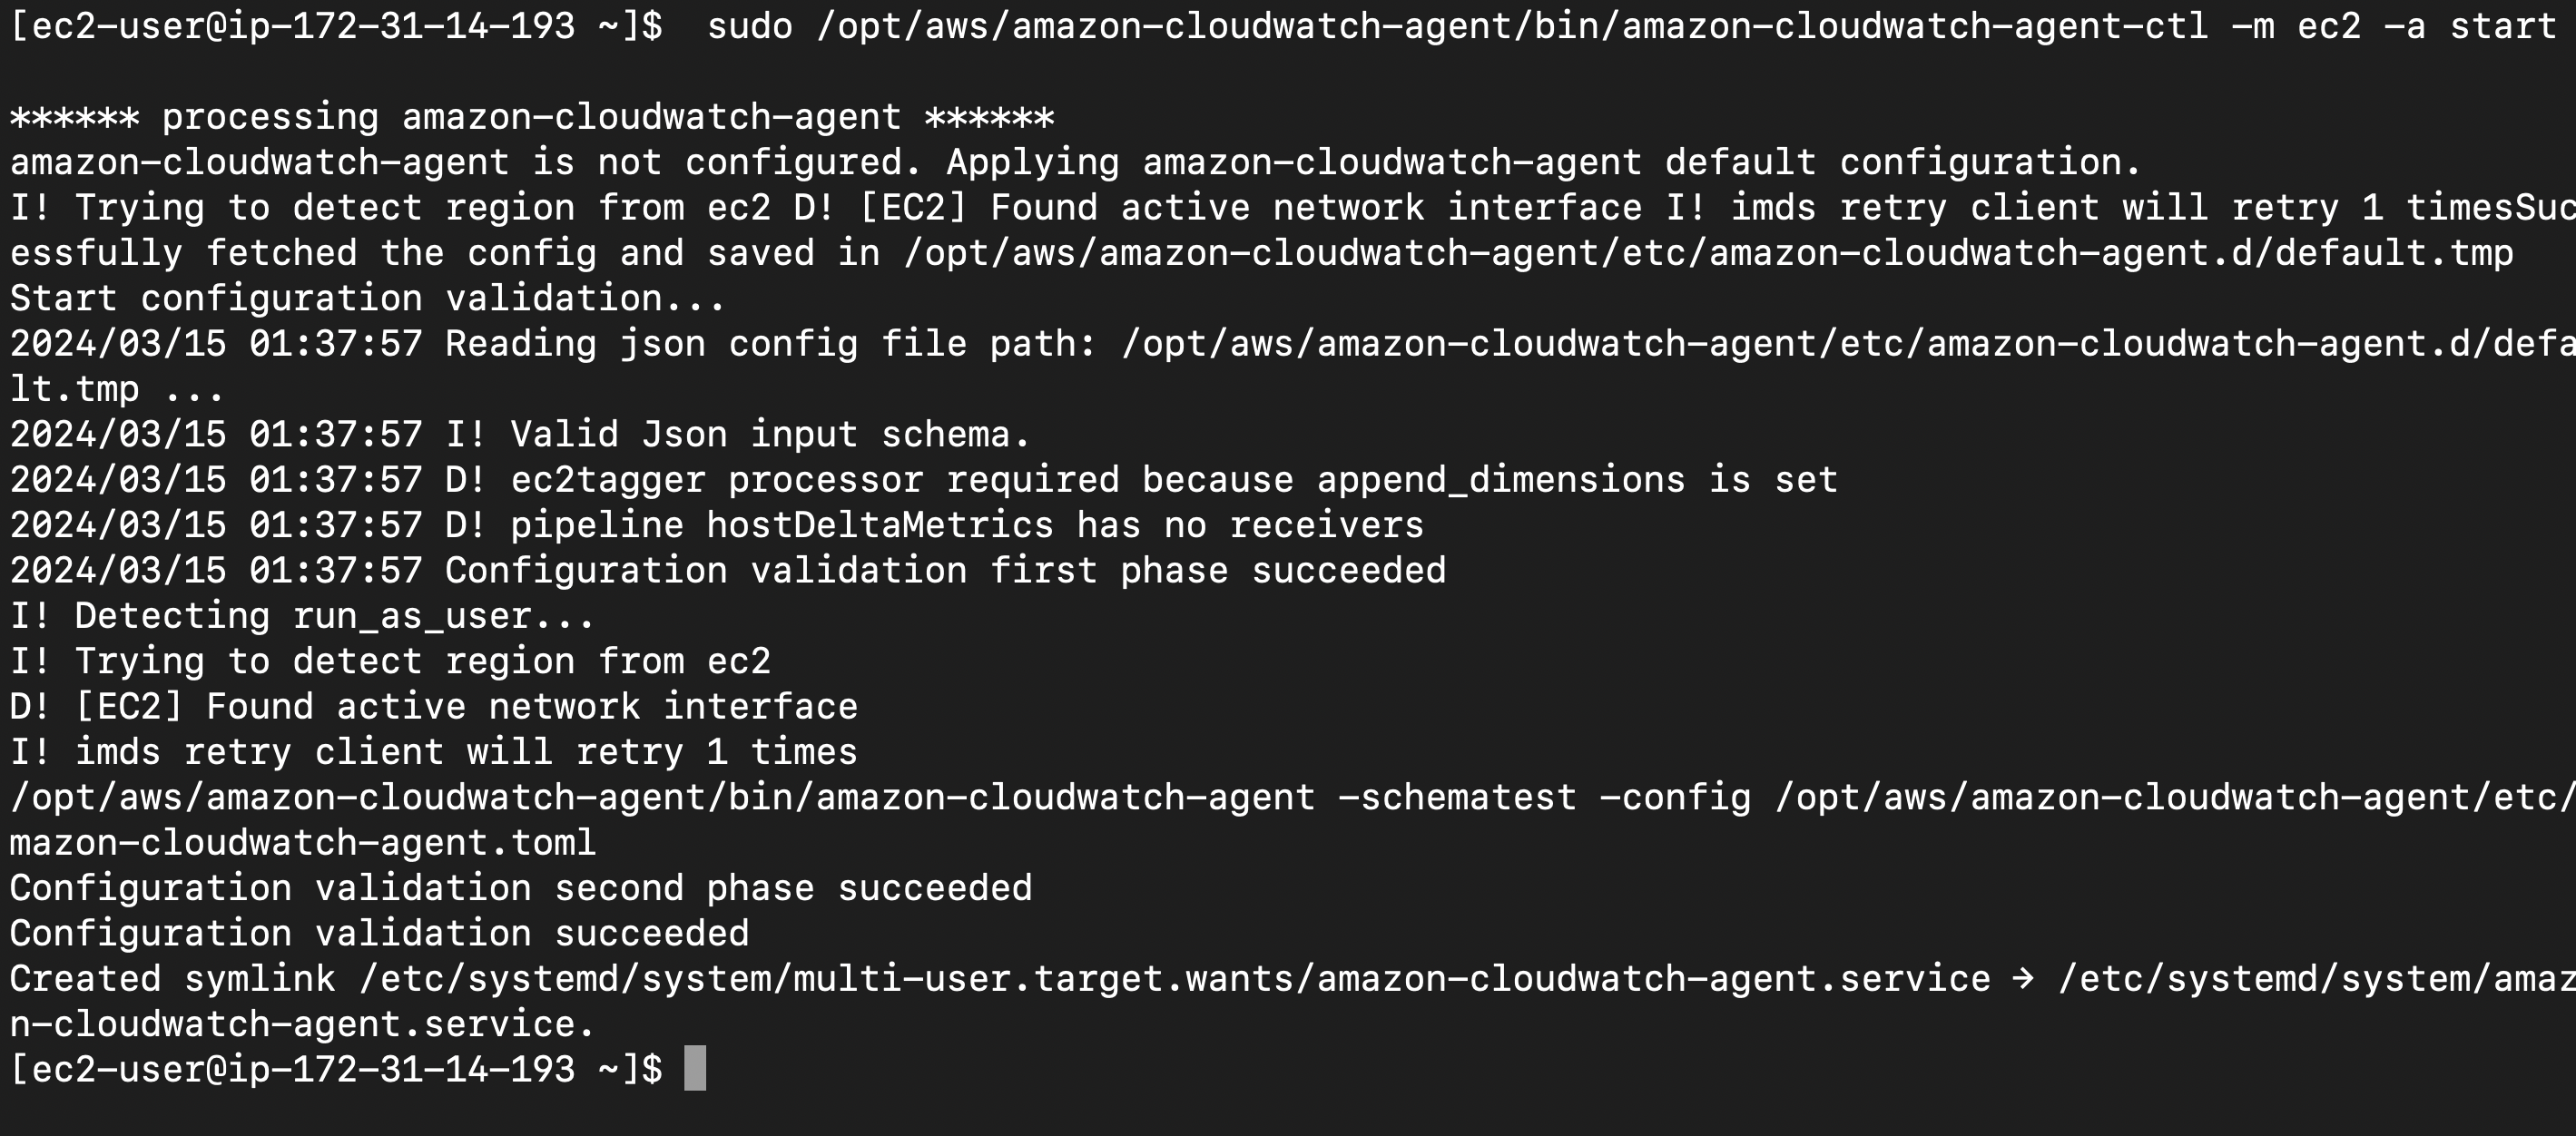 [ec2-user@ip-172-31-14-193 ~]$  sudo /opt/aws/amazon-cloudwatch-agent/bin/amazon-cloudwatch-agent-ctl -m ec2 -a start
****** processing amazon-cloudwatch-agent ******
amazon-cloudwatch-agent is not configured. Applying amazon-cloudwatch-agent default configuration.
I! Trying to detect region from ec2 D! [EC2] Found active network interface I! imds retry client will retry 1 timesSuc
essfully fetched the config and saved in /opt/aws/amazon-cloudwatch-agent/etc/amazon-cloudwatch-agent.d/default.tmp
Start configuration validation...
2024/03/15 01:37:57 Reading json config file path: /opt/aws/amazon-cloudwatch-agent/etc/amazon-cloudwatch-agent.d/defa
lt.tmp ...
2024/03/15 01:37:57 I! Valid Json input schema.
2024/03/15 01:37:57 D! ec2tagger processor required because append_dimensions is set
2024/03/15 01:37:57 D! pipeline hostDeltaMetrics has no receivers
2024/03/15 01:37:57 Configuration validation first phase succeeded
I! Detecting run_as_user...
I! Trying to detect region from ec2
D! [EC2] Found active network interface
I! imds retry client will retry 1 times
/opt/aws/amazon-cloudwatch-agent/bin/amazon-cloudwatch-agent -schematest -config /opt/aws/amazon-cloudwatch-agent/etc/
mazon-cloudwatch-agent.toml
Configuration validation second phase succeeded
Configuration validation succeeded
Created symlink /etc/systemd/system/multi-user.target.wants/amazon-cloudwatch-agent.service → /etc/systemd/system/amaz
n-cloudwatch-agent.service.
[ec2-user@ip-172-31-14-193 ~]$